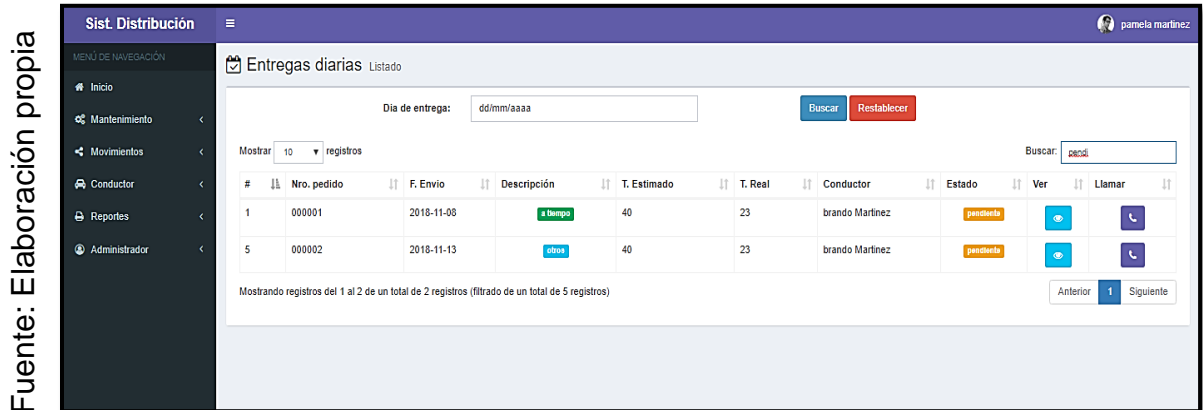 Fuente: Elaboración propia
Sist. Distribución
pamela martinez
MENÚ DE NAVEGACIÓN
Inicio
Mantenimiento
Movimientos
Conductor
Reportes
Administrador
Entregas diarias Listado
Dia de entrega: dd/mm/aaaa Buscar Restablecer
Mostrar 10 registros Buscar: pendi
# Nro. pedido F. Envio Descripción T. Estimado T. Real Conductor Estado Ver Llamar
1 000001 2018-11-08 a tiempo 40 23 brando Martinez pendiente
5 000002 2018-11-13 otros 40 23 brando Martinez pendiente
Mostrando registros del 1 al 2 de un total de 2 registros (filtrado de un total de 5 registros) Anterior 1 Siguiente